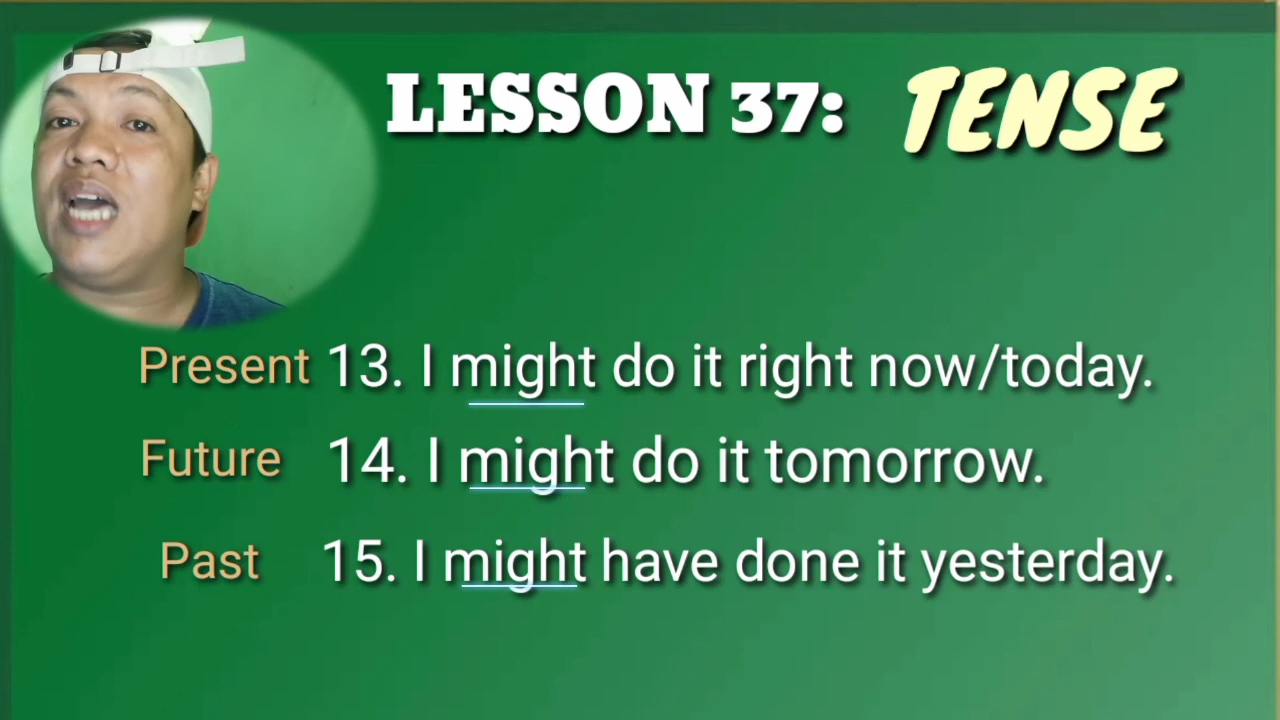 LESSON 37: TENSE
Present 13. I might do it right now/today.
Future 14. I might do it tomorrow.
Past 15. I might have done it yesterday.